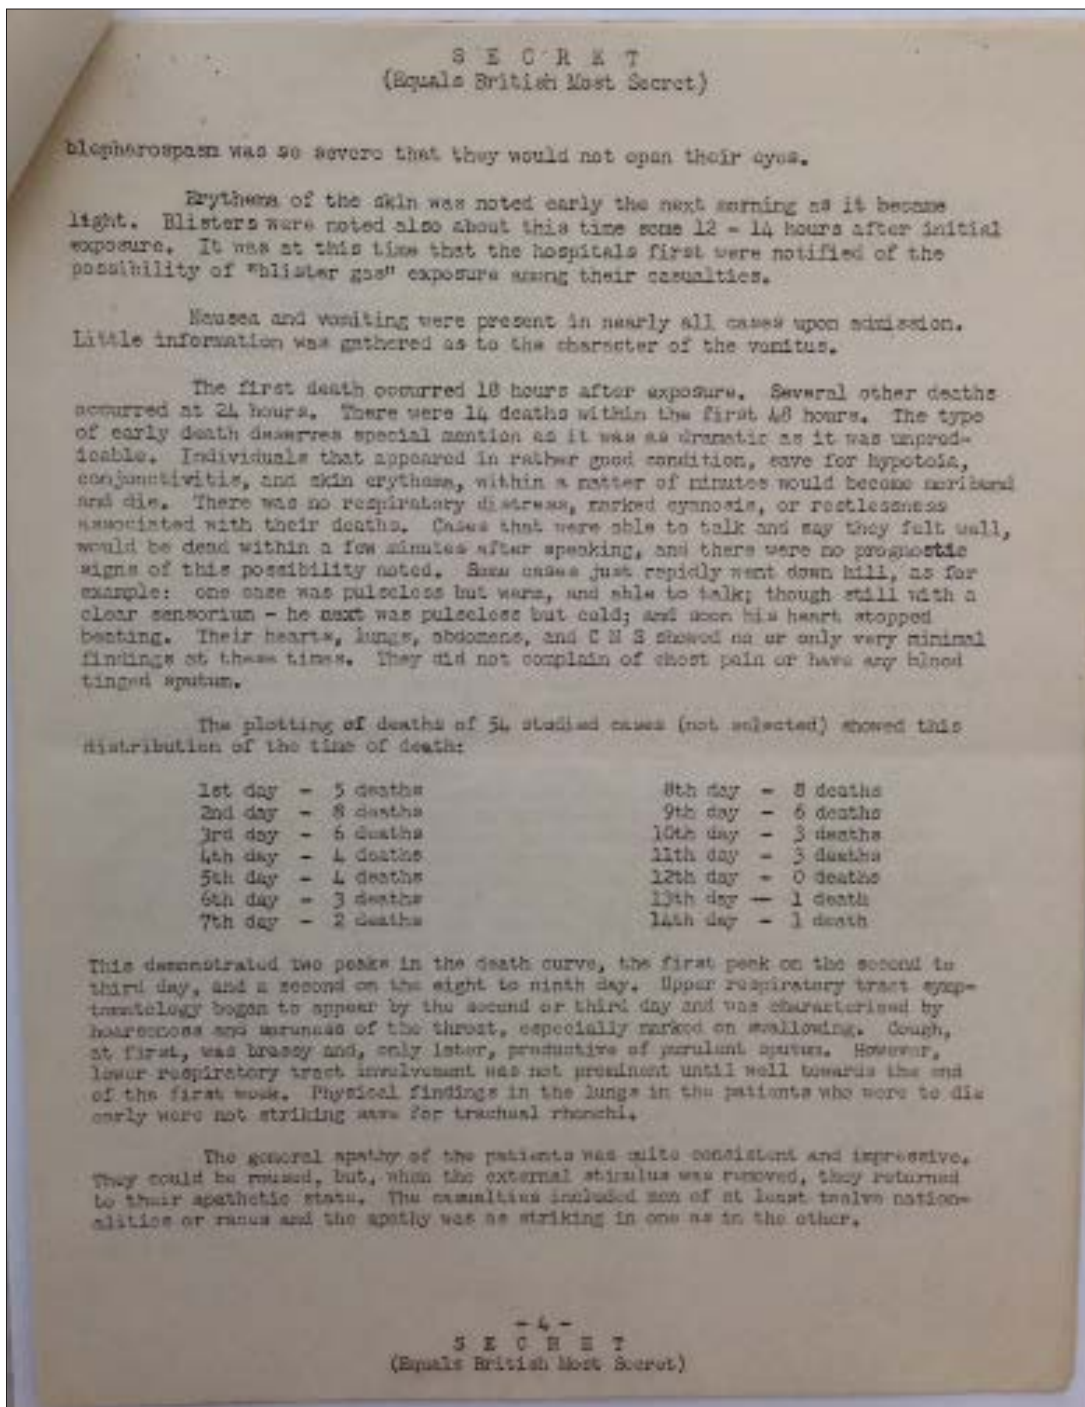 S E C R E T
(Equals British Most Secret)
blepharospasm was so severe that they would not open their eyes.
Erythema of the skin was noted early the next morning as it became
light. Blisters were noted also about this time some 12 - 14 hours after initial
exposure. It was at this time that the hospitals first were notified of the
possibility of "blister gas" exposure among their casualties.
Nausea and vomiting were present in nearly all cases upon admission.
Little information was gathered as to the character of the vomitus.
The first death occurred 18 hours after exposure. Several other deaths
occurred at 24 hours. There were 14 deaths within the first 48 hours. The type
of early death deserves special mention as it was as dramatic as it was unpred-
icable. Individuals that appeared in rather good condition, save for hypotoia,
conjunctivitis, and skin erythema, within a matter of minutes would become moribund
and die. There was no respiratory distress, marked cyanosis, or restlessness
associated with their deaths. Cases that were able to talk and say they felt well,
would be dead within a few minutes after speaking, and there were no prognostic
signs of this possibility noted. Some cases just rapidly went down hill, as for
example: one case was pulseless but warm, and able to talk; though still with a
clear sensorium - he next was pulseless but cold; and soon his heart stopped
beating. Their hearts, lungs, abdomens, and C N S showed no or only very minimal
findings at these times. They did not complain of chest pain or have any blood
tinged sputum.
The plotting of deaths of 54 studied cases (not selected) showed this
distribution of the time of death:
1st day - 5 deaths
2nd day - 8 deaths
3rd day - 6 deaths
4th day - 4 deaths
5th day - 4 deaths
6th day - 3 deaths
7th day - 2 deaths
8th day - 8 deaths
9th day - 6 deaths
10th day - 3 deaths
11th day - 3 deaths
12th day - 0 deaths
13th day -- 1 death
14th day - 1 death
This demonstrated two peaks in the death curve, the first peak on the second to
third day, and a second on the eight to ninth day. Upper respiratory tract symp-
tomatology began to appear by the second or third day and was characterised by
hoarseness and soreness of the throat, especially marked on swallowing. Cough,
at first, was brassy and, only later, productive of purulent sputum. However,
lower respiratory tract involvement was not prominent until well towards the end
of the first week. Physical findings in the lungs in the patients who were to die
early were not striking save for tracheal rhonchi.
The general apathy of the patients was quite consistent and impressive.
They could be roused, but, when the external stimulus was removed, they returned
to their apathetic state. The casualties included men of at least twelve nation-
alities or races and the apathy was as striking in one as in the other.
- 4 -
S E C R E T
(Equals British Most Secret)